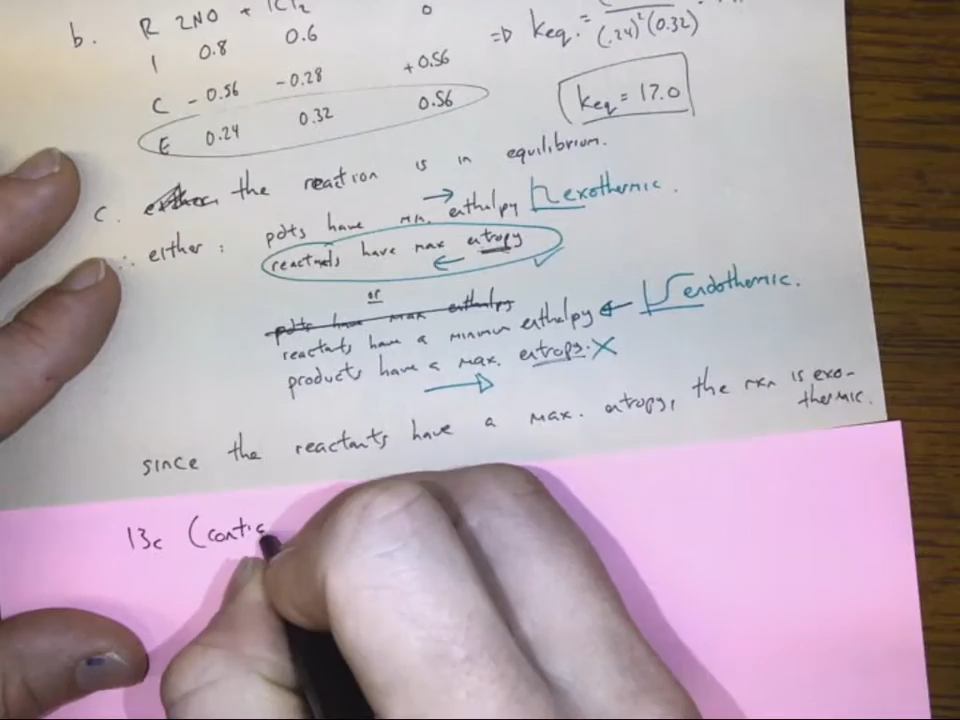 b. R 2NO + 1Cl2
I 0.8 0.6 0
C - 0.56 - 0.28 + 0.56
E 0.24 0.32 0.56
=> keq. =
(.24)²(0.32)
keq = 17.0
c. the reaction is in equilibrium.
∴ either : pdts have mn. enthalpy → exothermic.
reactants have max entropy ← ✓
or
pdts have max enthalpy
reactants have a minimum enthalpy ← endothermic.
products have a max. entropy. X
→
since the reactants have a max. entropy, the rxn is exo-
thermic.
13c (cont's